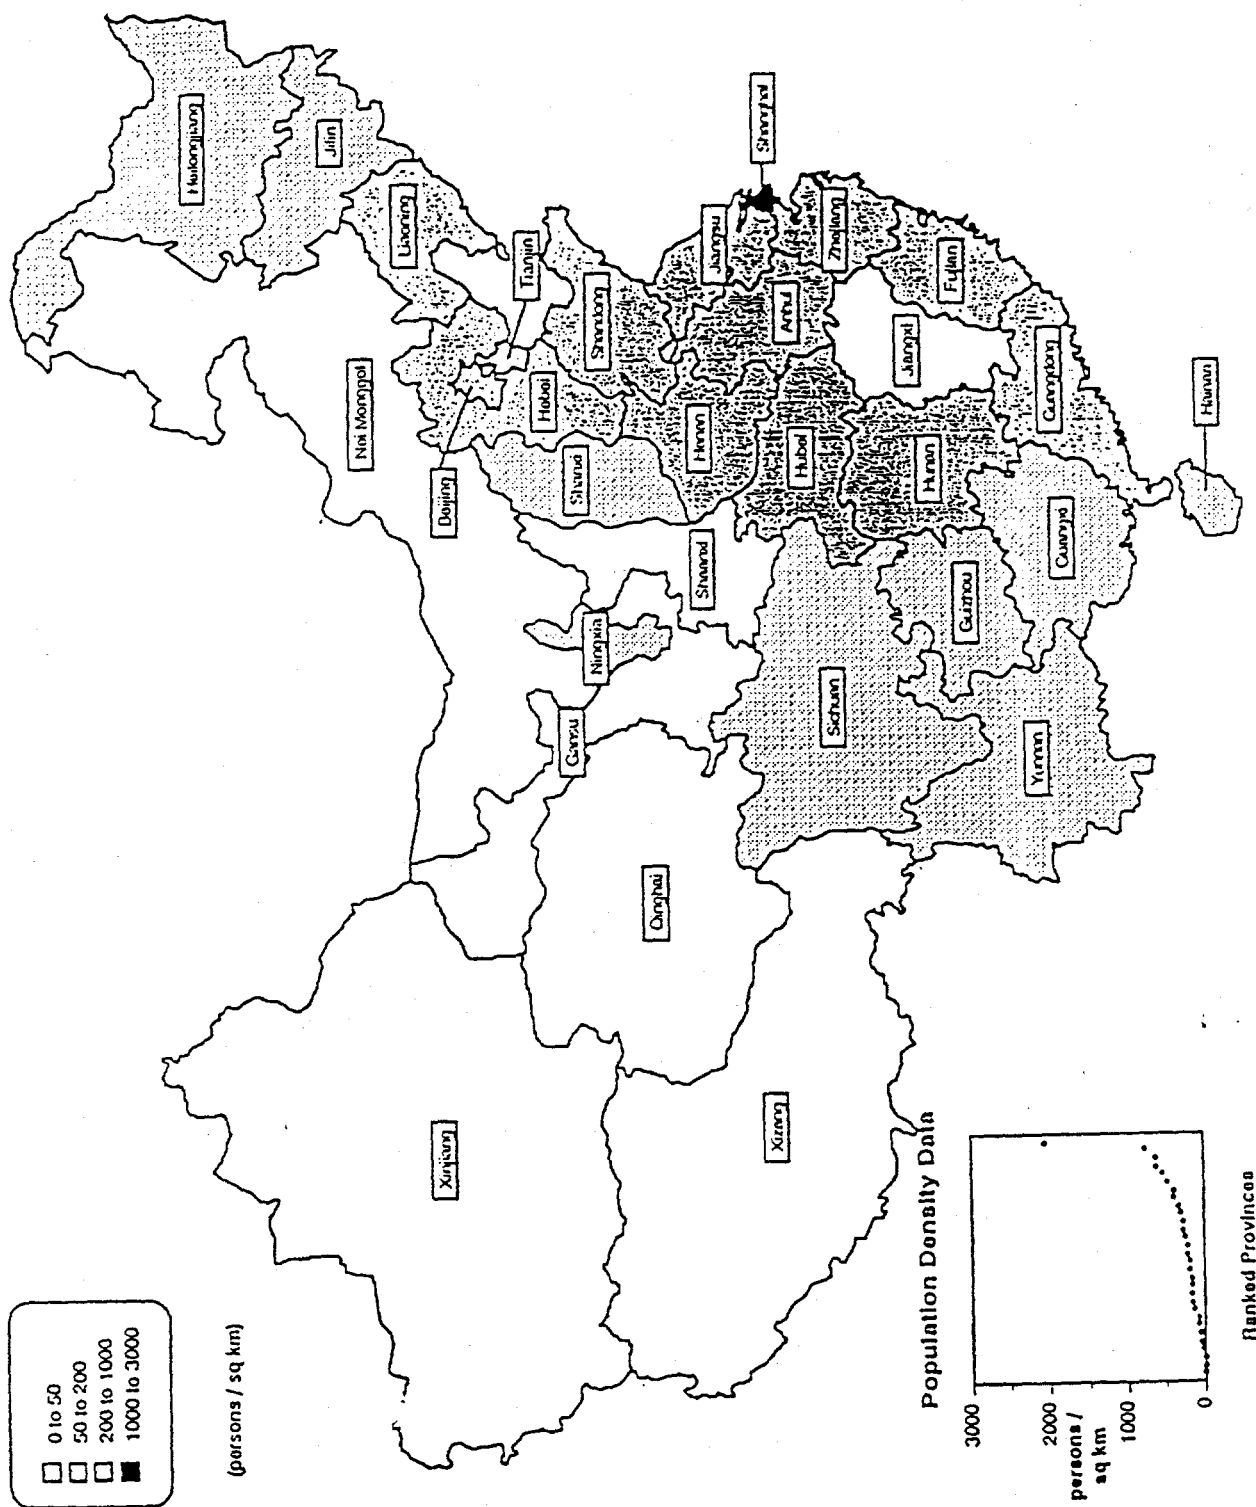 0 to 50
50 to 200
200 to 1000
1000 to 3000
(persons / sq km)
Heilongjiang
Jilin
Liaoning
Nei Monggol
Beijing
Tianjin
Hebei
Shanxi
Shandong
Henan
Jiangsu
Shanghai
Anhui
Zhejiang
Hubei
Jiangxi
Fujian
Hunan
Guangdong
Hainan
Guangxi
Guizhou
Yunnan
Sichuan
Shaanxi
Ningxia
Gansu
Qinghai
Xinjiang
Xizang
Population Density Data
3000
2000
1000
0
persons /
sq km
Ranked Provinces